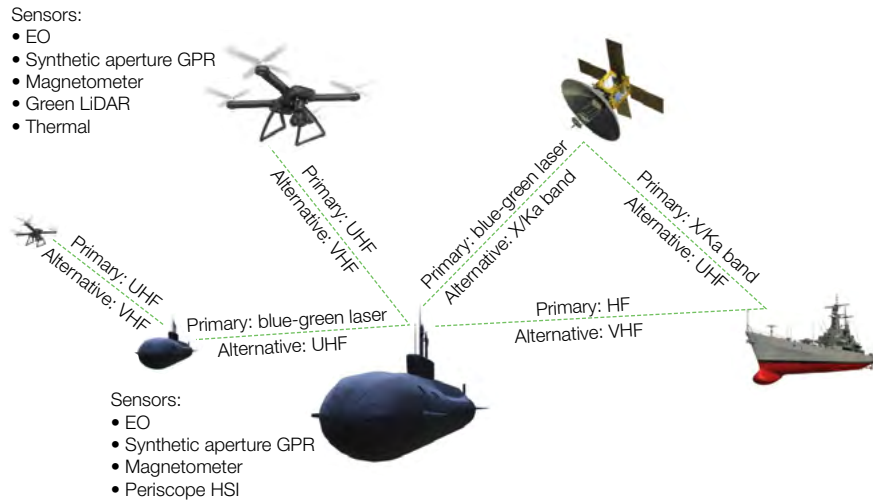 Sensors:
• EO
• Synthetic aperture GPR
• Magnetometer
• Green LiDAR
• Thermal
Primary: UHF
Alternative: VHF
Primary: blue-green laser
Alternative: X/Ka band
Primary: X/Ka band
Alternative: UHF
Primary: UHF
Alternative: VHF
Primary: blue-green laser
Alternative: UHF
Primary: HF
Alternative: VHF
Sensors:
• EO
• Synthetic aperture GPR
• Magnetometer
• Periscope HSI